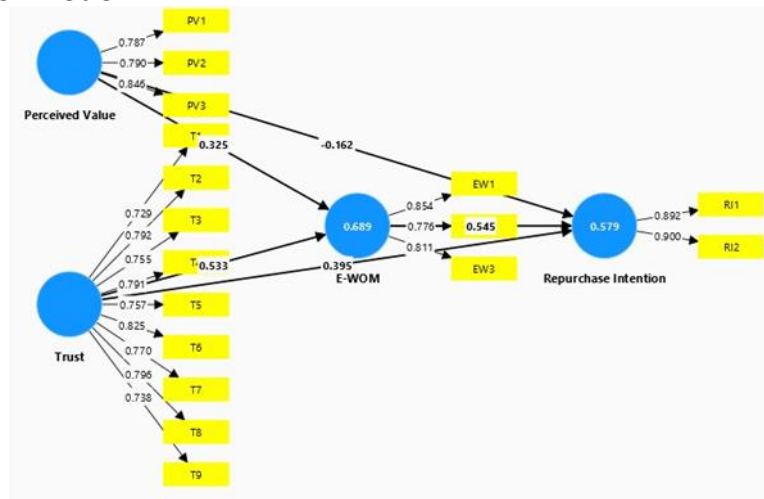 PV1
0.787
0.790
PV2
0.846
PV3
Perceived Value
0.325
-0.162
T2
0.729
0.792
T3
0.755
0.791
0.533
0.757
T5
0.825
T6
0.770
T7
0.796
T8
0.738
T9
Trust
0.689
E-WOM
0.854
EW1
0.776
0.545
0.811
EW3
0.395
0.579
Repurchase Intention
0.892
RI1
0.900
RI2